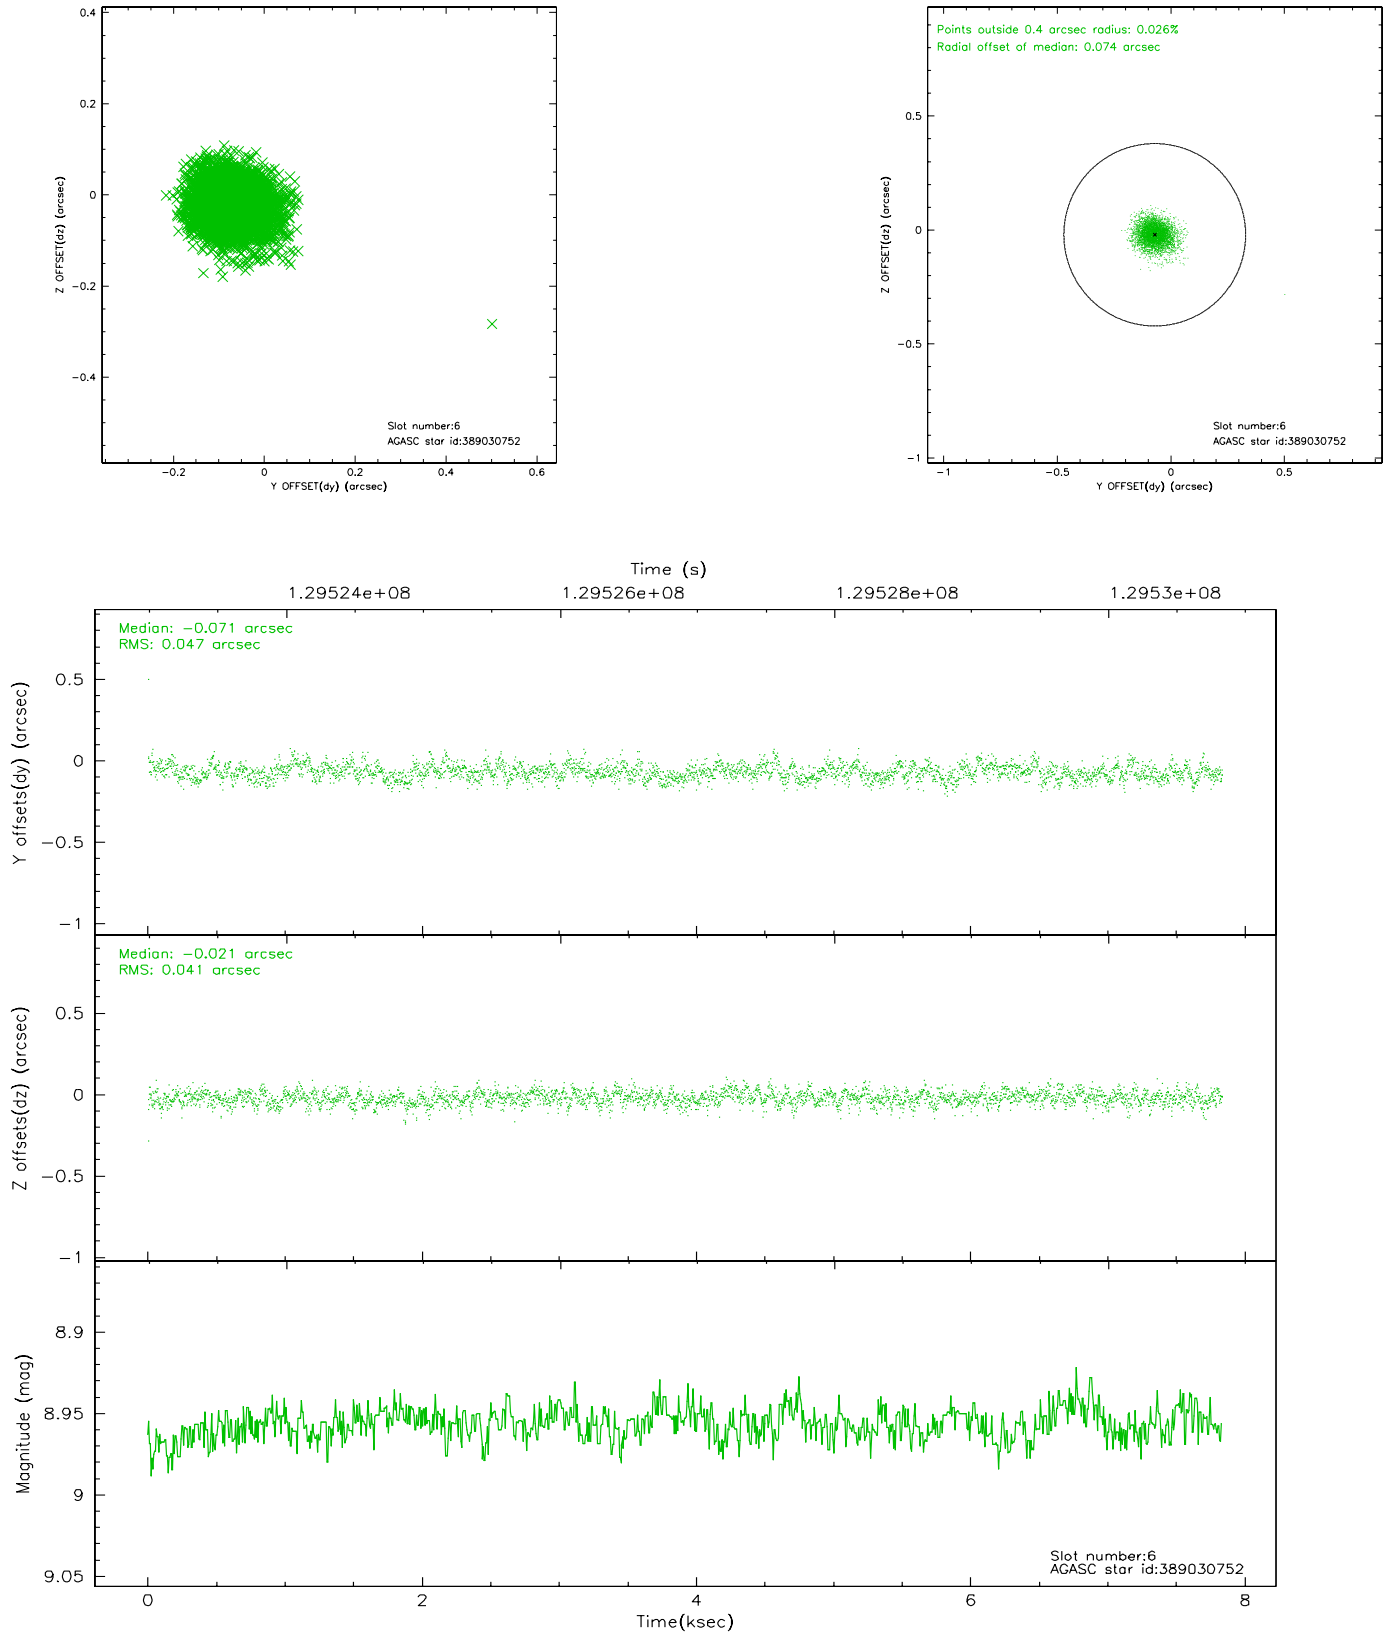 0.4
0.2
0
−0.2
−0.4
Z OFFSET(dz) (arcsec)
Slot number:6
AGASC star id:389030752
−0.2
0
0.2
0.4
0.6
Y OFFSET(dy) (arcsec)
Points outside 0.4 arcsec radius: 0.026%
Radial offset of median: 0.074 arcsec
0.5
0
−0.5
−1
Z OFFSET(dz) (arcsec)
Slot number:6
AGASC star id:389030752
−1
−0.5
0
0.5
Y OFFSET(dy) (arcsec)
Time (s)
1.29524e+08
1.29526e+08
1.29528e+08
1.2953e+08
Median: −0.071 arcsec
RMS: 0.047 arcsec
0.5
0
−0.5
−1
Y offsets(dy) (arcsec)
Median: −0.021 arcsec
RMS: 0.041 arcsec
0.5
0
−0.5
−1
Z offsets(dz) (arcsec)
8.9
8.95
9
9.05
Magnitude (mag)
Slot number:6
AGASC star id:389030752
0
2
4
6
8
Time(ksec)